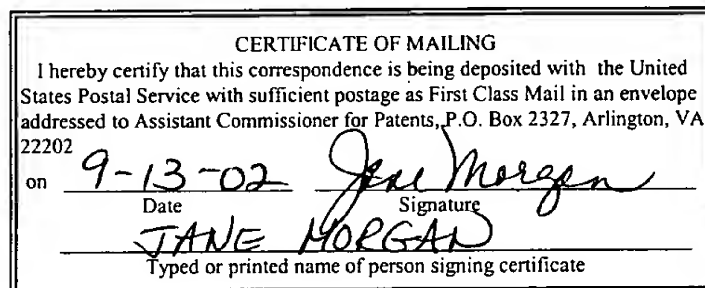 CERTIFICATE OF MAILING
I hereby certify that this correspondence is being deposited with the United
States Postal Service with sufficient postage as First Class Mail in an envelope
addressed to Assistant Commissioner for Patents, P.O. Box 2327, Arlington, VA
22202
on 9-13-02 Jane Morgan
Date Signature
JANE MORGAN
Typed or printed name of person signing certificate